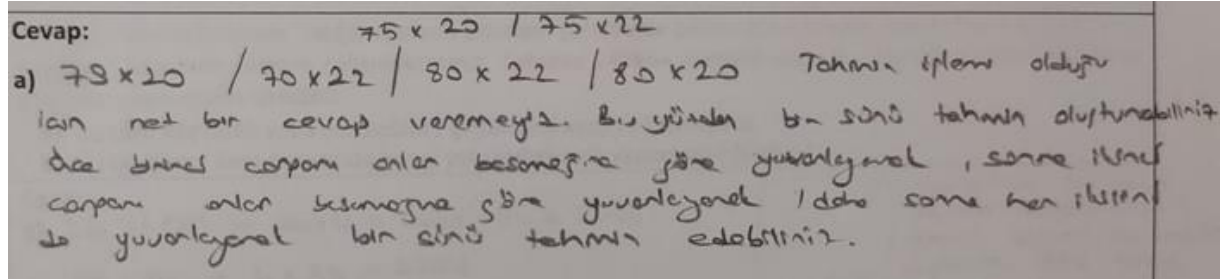 Cevap: 75 x 20 / 75 x 22
a) 79 x 20 / 70 x 22 / 80 x 22 / 80 x 20 Tahmin işlemi olduğu
için net bir cevap veremeyiz. Bu yüzden bir sürü tahmin oluşturabiliriz
önce birinci çarpanı onlar basamağına göre yuvarlayarak, sonra ikinci
çarpanı onlar basamağına göre yuvarlayarak / daha sonra her ikisini
de yuvarlayarak bir sürü tahmin edebiliriz.